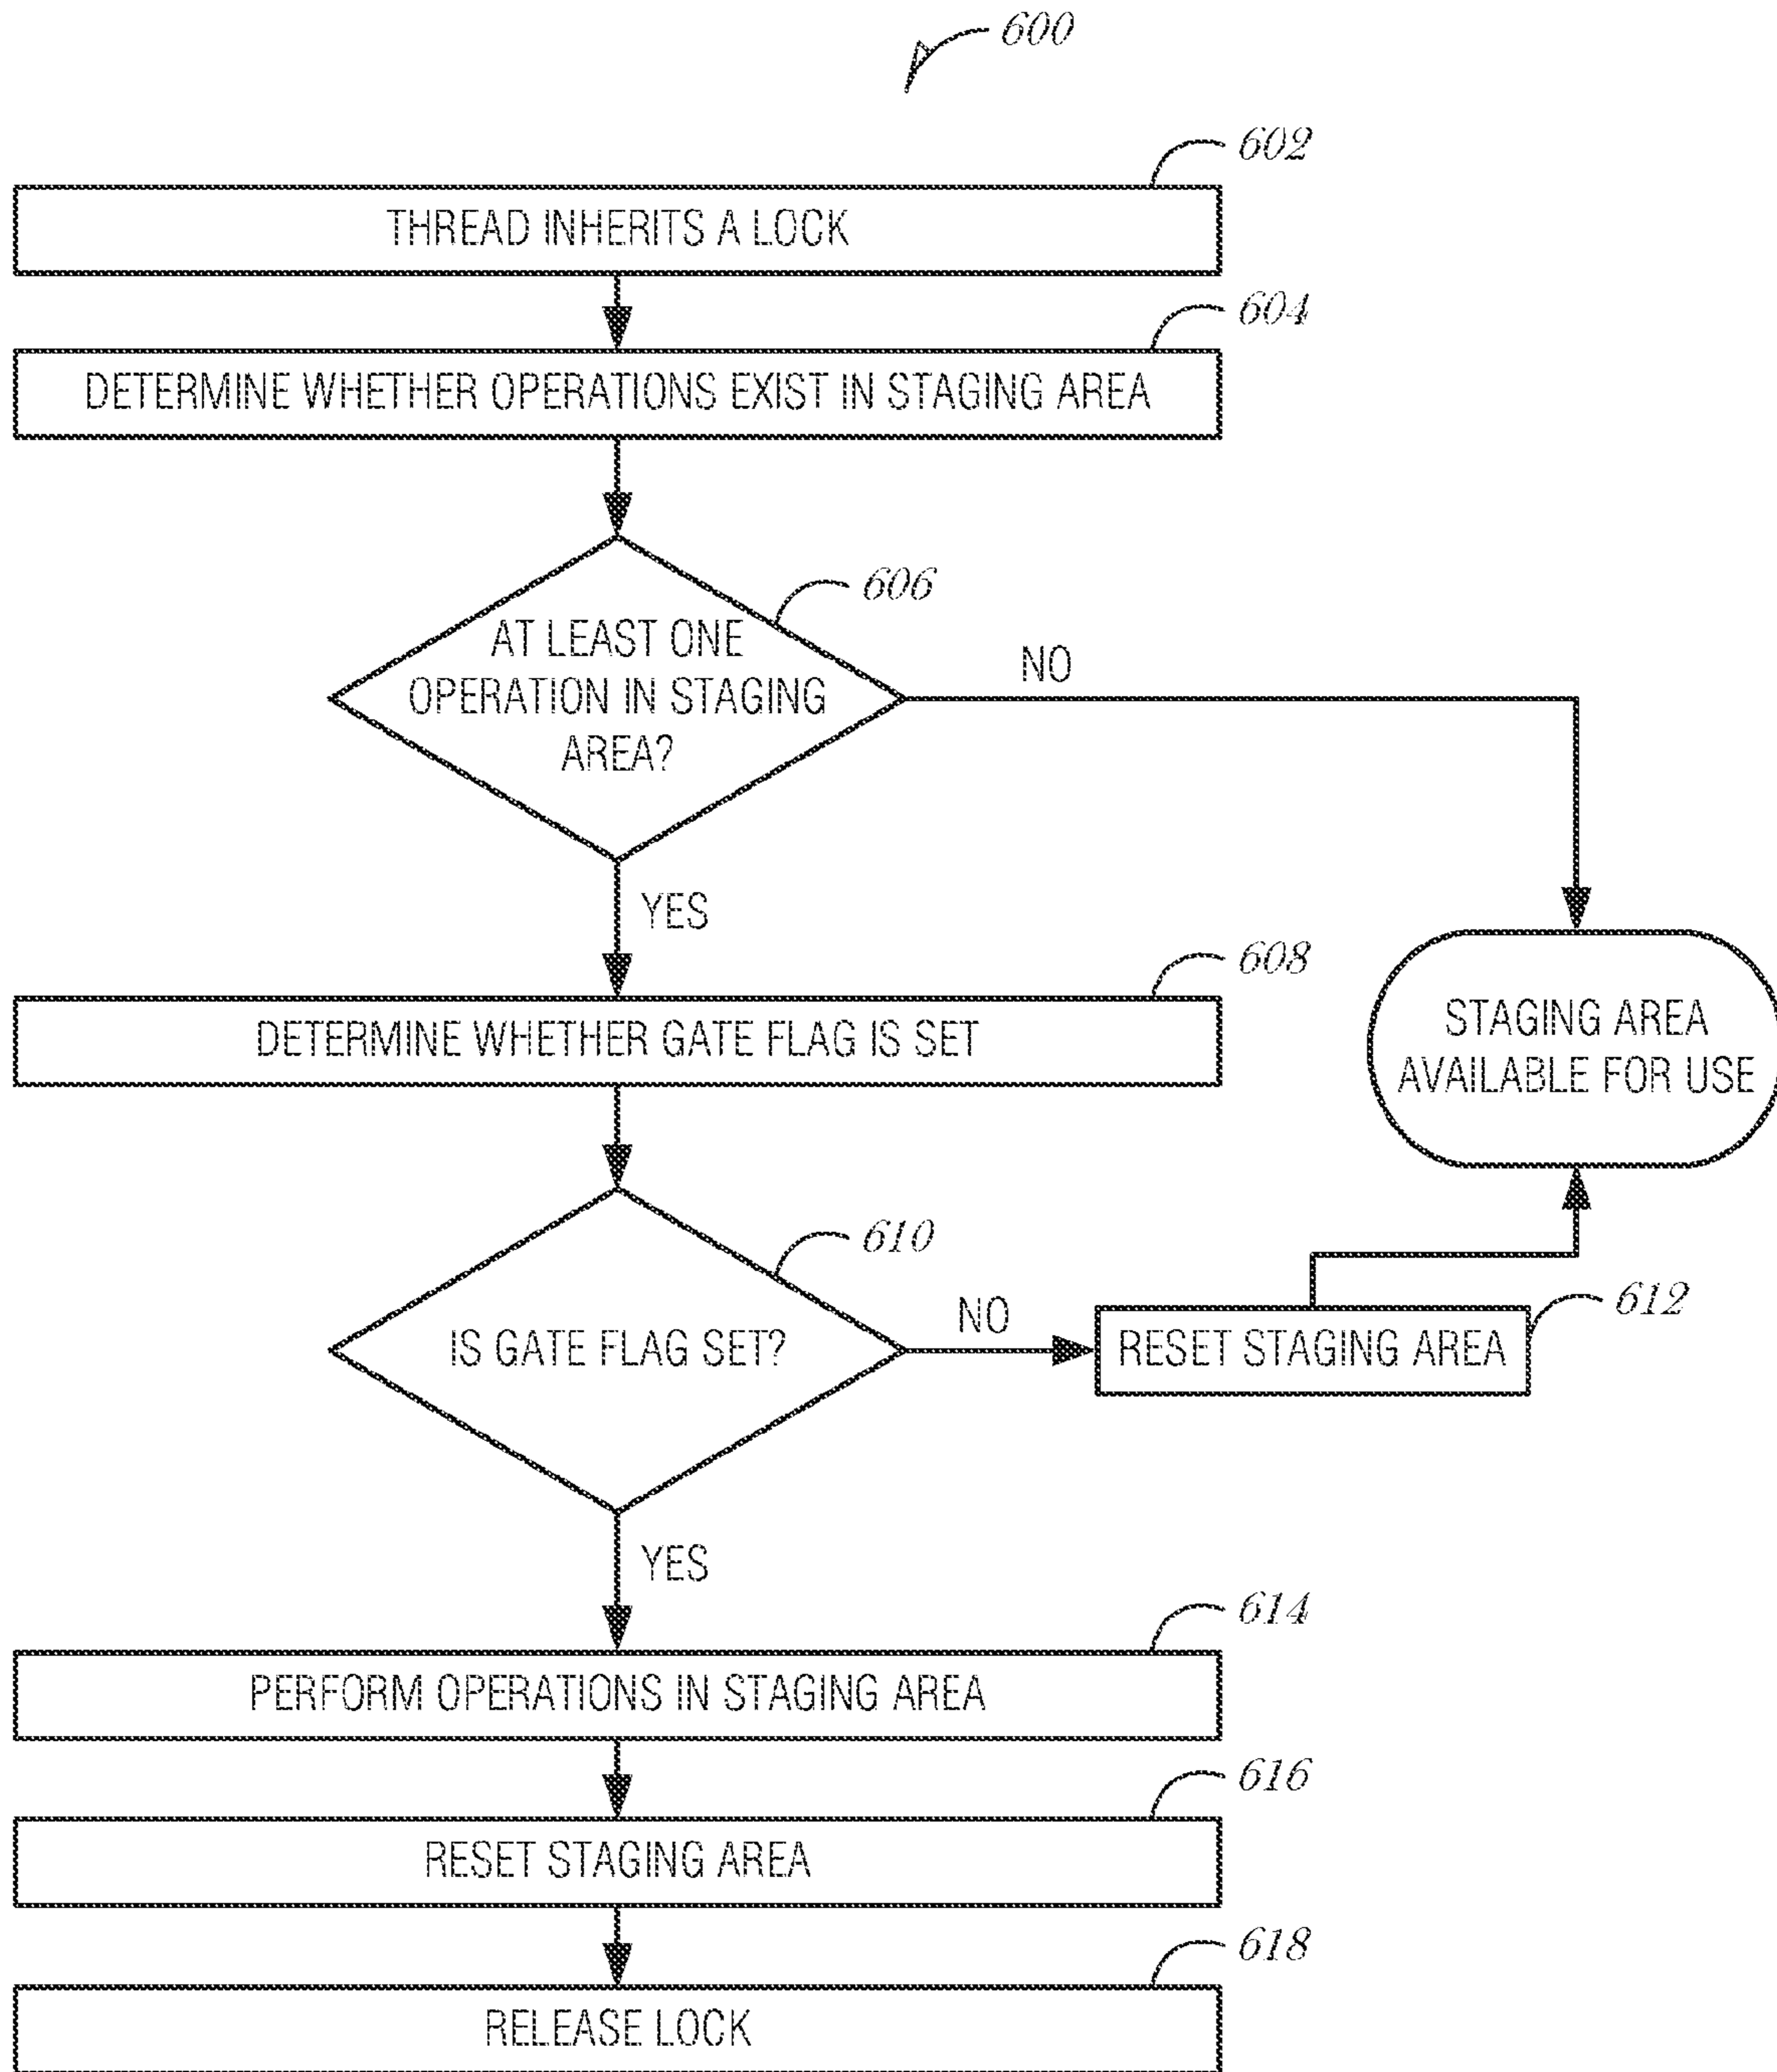 600
602
THREAD INHERITS A LOCK
604
DETERMINE WHETHER OPERATIONS EXIST IN STAGING AREA
606
AT LEAST ONE
OPERATION IN STAGING
AREA?
NO
YES
608
DETERMINE WHETHER GATE FLAG IS SET
STAGING AREA
AVAILABLE FOR USE
610
IS GATE FLAG SET?
NO
612
RESET STAGING AREA
YES
614
PERFORM OPERATIONS IN STAGING AREA
616
RESET STAGING AREA
618
RELEASE LOCK